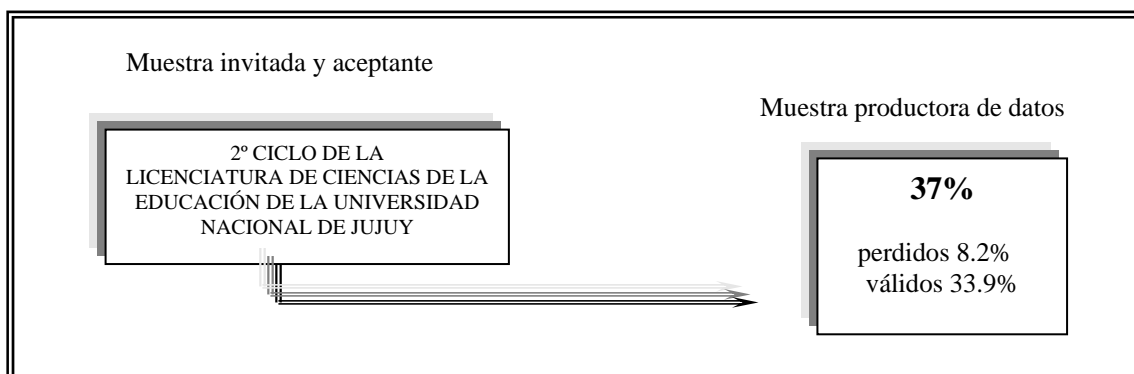 Muestra invitada y aceptante
Muestra productora de datos
2º CICLO DE LA
LICENCIATURA DE CIENCIAS DE LA
EDUCACIÓN DE LA UNIVERSIDAD
NACIONAL DE JUJUY
37%
perdidos 8.2%
válidos 33.9%